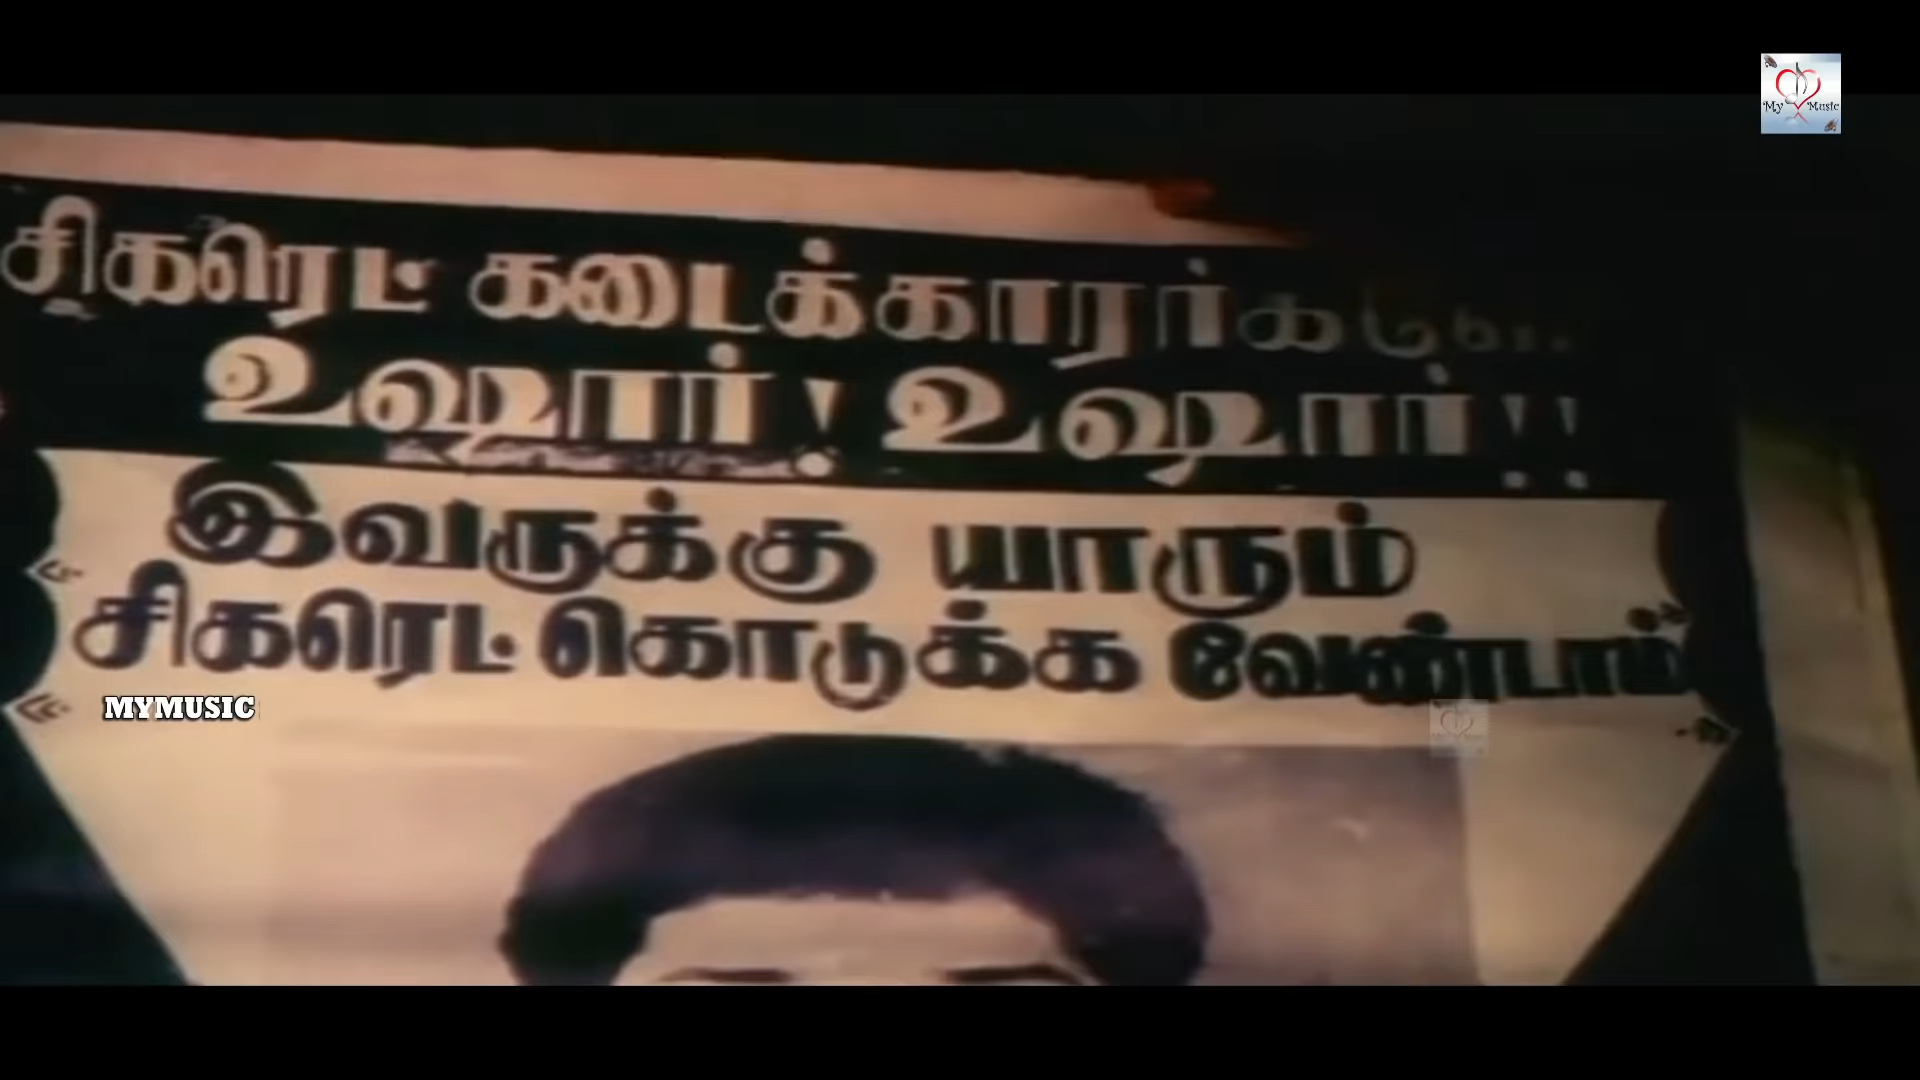 My Music
சிகரெட் கடைக்காரர்களே
உஷார்! உஷார்!!
இவருக்கு யாரும்
சிகரெட் கொடுக்க வேண்டாம்
MYMUSIC